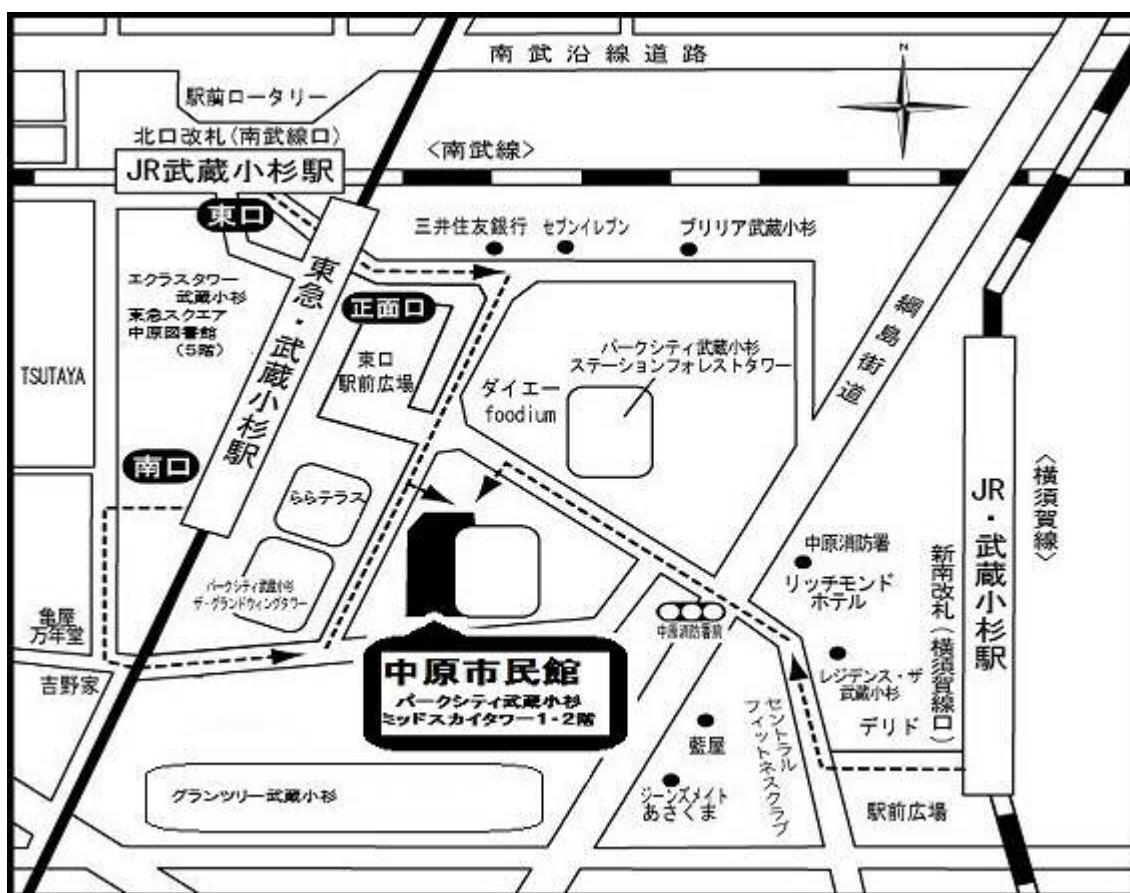 南武沿線道路
N
駅前ロータリー
北口改札(南武線口)
<南武線>
JR武蔵小杉駅
東口
三井住友銀行
セブンイレブン
ブリリア武蔵小杉
エクラスタワー
武蔵小杉
東急スクエア
中原図書館
(5階)
東急・武蔵小杉駅
正面口
綱島街道
TSUTAYA
東口
駅前広場
ダイエー
foodium
パークシティ武蔵小杉
ステーションフォレストタワー
南口
ららテラス
JR・武蔵小杉駅
<横須賀線>
新南改札(横須賀線口)
中原消防署
リッチモンド
ホテル
パークシティ武蔵小杉
ザ・グランドウィングタワー
中原消防署前
亀屋
万年堂
吉野家
中原市民館
パークシティ武蔵小杉
ミッドスカイタワー1・2階
レジデンス・ザ
武蔵小杉
デリド
セントラル
フィットネスクラブ
藍屋
ジーンズメイト
あさくま
グランツリー武蔵小杉
駅前広場